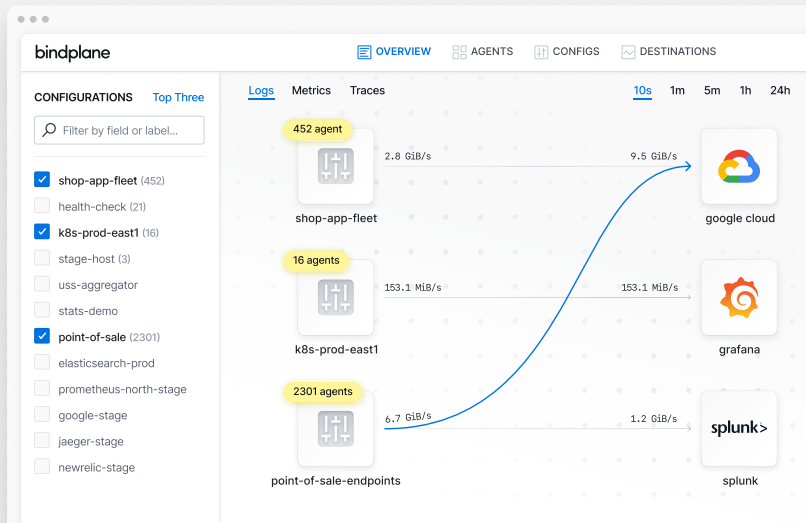 bindplane
OVERVIEW
AGENTS
CONFIGS
DESTINATIONS
CONFIGURATIONS
Top Three
Filter by field or label...
shop-app-fleet (452)
health-check (21)
k8s-prod-east1 (16)
stage-host (3)
uss-aggregator
stats-demo
point-of-sale (2301)
elasticsearch-prod
prometheus-north-stage
google-stage
jaeger-stage
newrelic-stage
Logs
Metrics
Traces
10s
1m
5m
1h
24h
452 agent
2.8 GiB/s
9.5 GiB/s
shop-app-fleet
google cloud
16 agents
153.1 MiB/s
153.1 MiB/s
k8s-prod-east1
grafana
2301 agents
6.7 GiB/s
1.2 GiB/s
splunk>
point-of-sale-endpoints
splunk